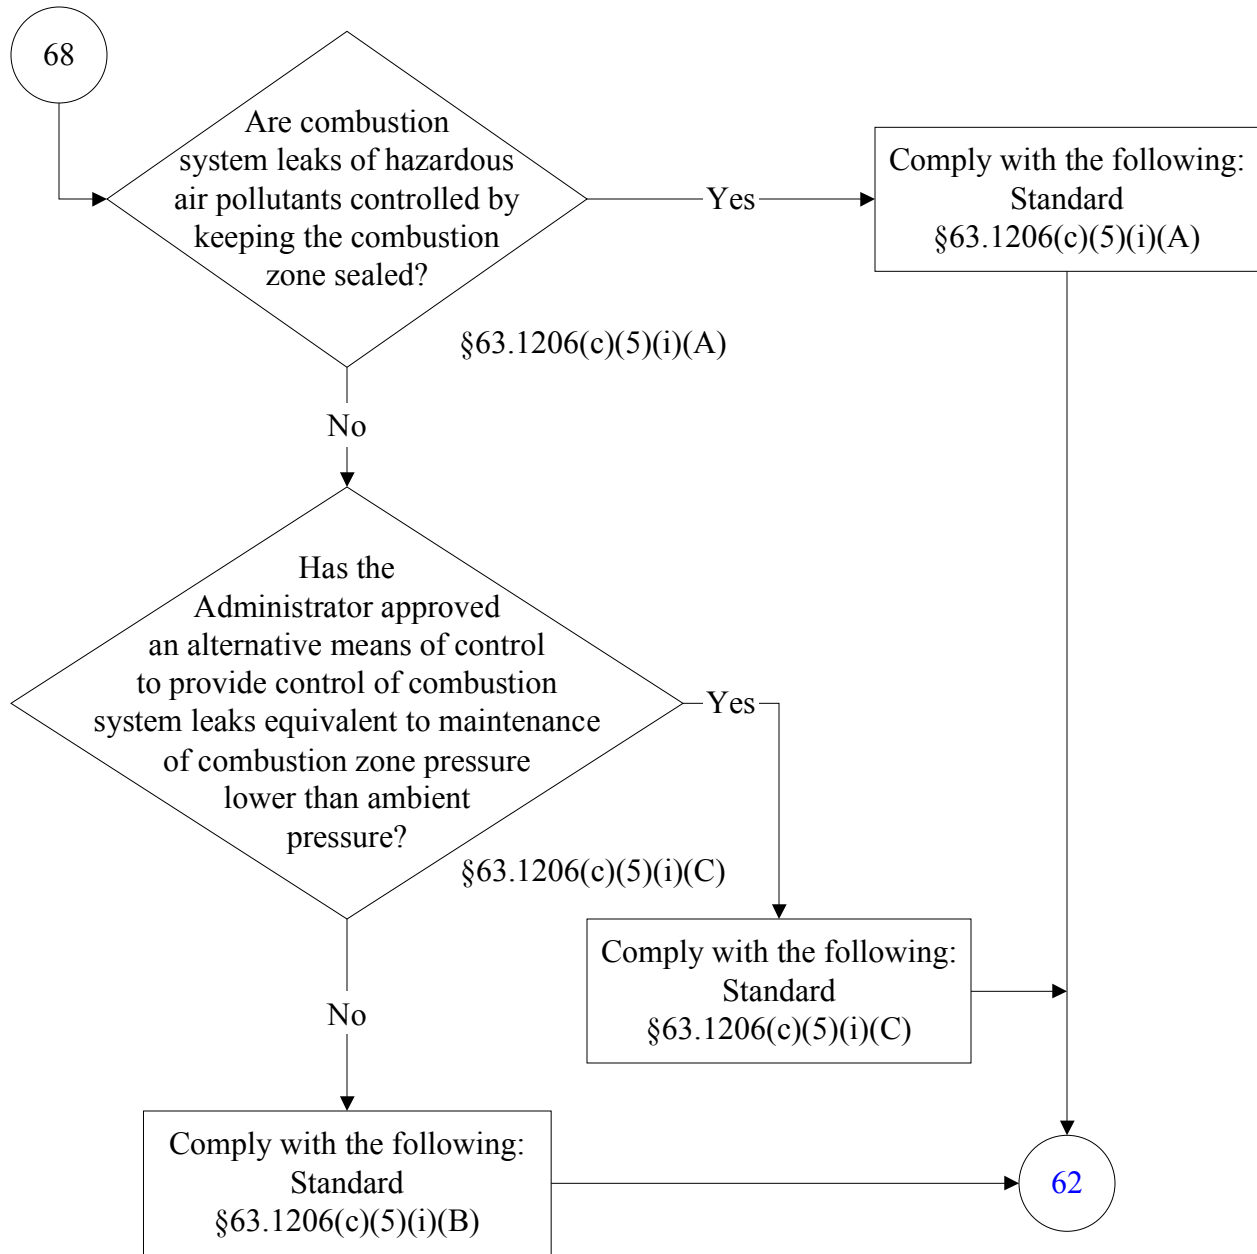 68
Are combustion
system leaks of hazardous
air pollutants controlled by
keeping the combustion
zone sealed?
Yes
Comply with the following:
Standard
§63.1206(c)(5)(i)(A)
§63.1206(c)(5)(i)(A)
No
Has the
Administrator approved
an alternative means of control
to provide control of combustion
system leaks equivalent to maintenance
of combustion zone pressure
lower than ambient
pressure?
Yes
§63.1206(c)(5)(i)(C)
Comply with the following:
Standard
§63.1206(c)(5)(i)(C)
No
Comply with the following:
Standard
§63.1206(c)(5)(i)(B)
62